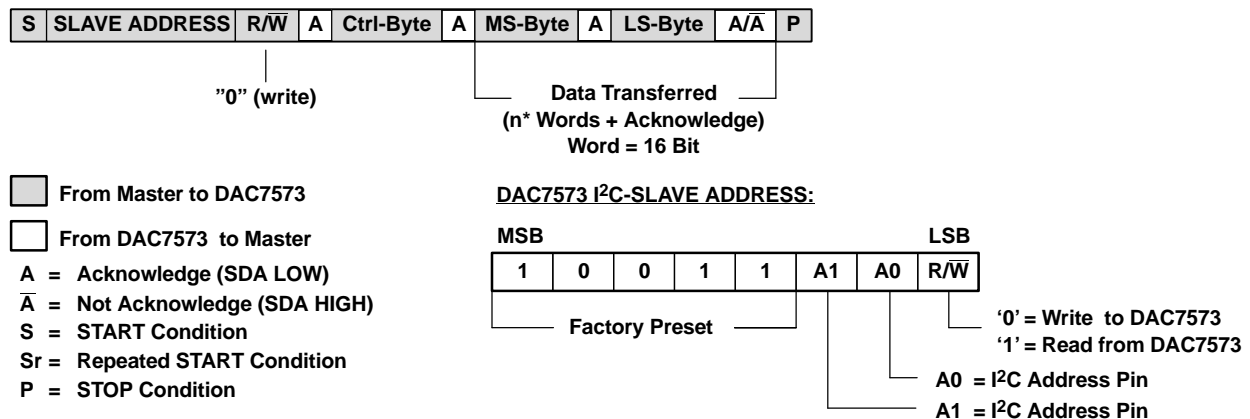 S SLAVE ADDRESS R/W̅ A Ctrl-Byte A MS-Byte A LS-Byte A/A̅ P
”0” (write)
Data Transferred
(n* Words + Acknowledge)
Word = 16 Bit
From Master to DAC7573
From DAC7573 to Master
A = Acknowledge (SDA LOW)
A̅ = Not Acknowledge (SDA HIGH)
S = START Condition
Sr = Repeated START Condition
P = STOP Condition
DAC7573 I²C-SLAVE ADDRESS:
MSB LSB
1 0 0 1 1 A1 A0 R/W̅
Factory Preset
‘0’ = Write to DAC7573
‘1’ = Read from DAC7573
A0 = I²C Address Pin
A1 = I²C Address Pin